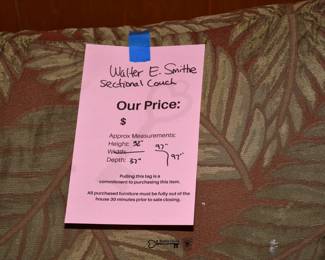 Walter E. Smithe
Sectional Couch
Our Price:
$
Approx Measurements:
Height: 38" 97"
Width:
Depth: 37" 97"
Pulling this tag is a
commitment to purchasing this item.
All purchased furniture must be fully out of the
house 30 minutes prior to sale closing.